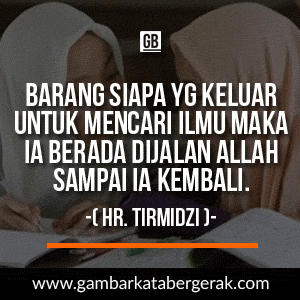 GB
BARANG SIAPA YG KELUAR
UNTUK MENCARI ILMU MAKA
IA BERADA DIJALAN ALLAH
SAMPAI IA KEMBALI.
-( HR. TIRMIDZI )-
www.gambarkatabergerak.com